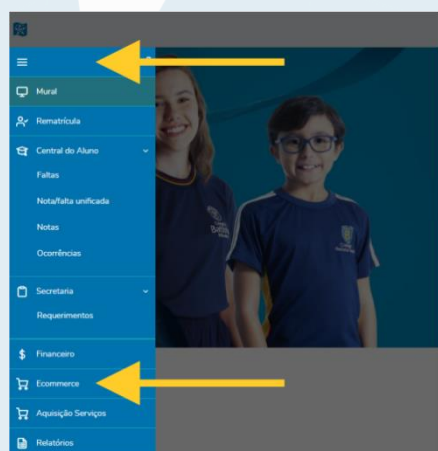 Mural
Rematrícula
Central do Aluno
Faltas
Nota/falta unificada
Notas
Ocorrências
Secretaria
Requerimentos
Financeiro
Ecommerce
Aquisição Serviços
Relatórios